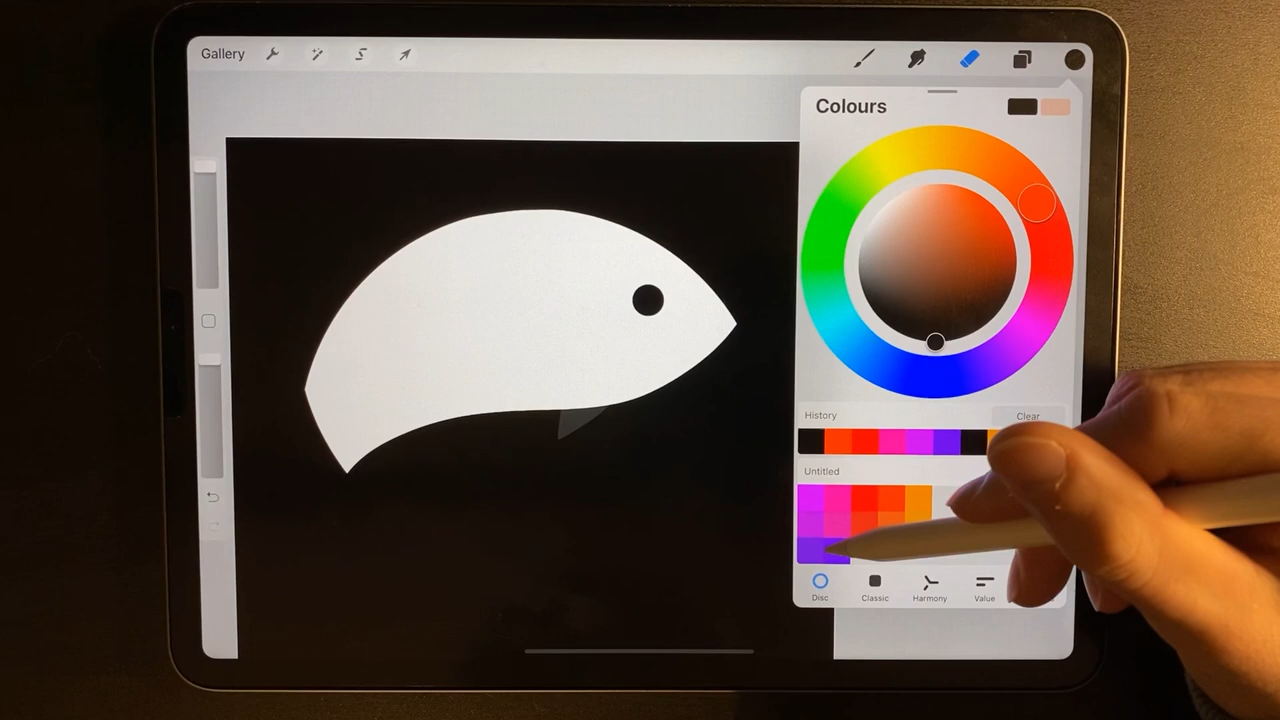 Gallery
Colours
History
Clear
Untitled
Disc
Classic
Harmony
Value